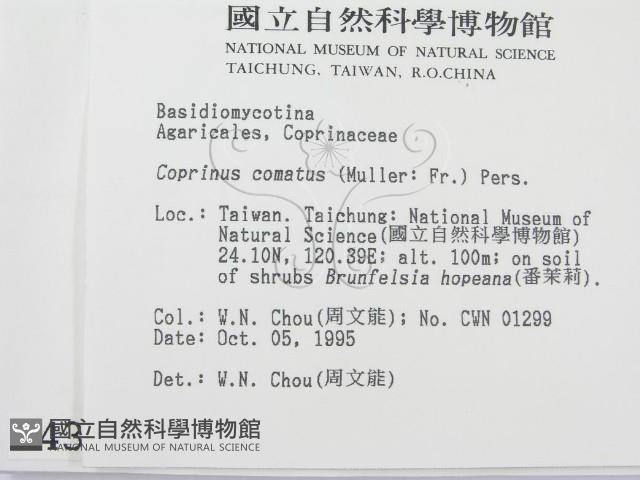 國立自然科學博物館
NATIONAL MUSEUM OF NATURAL SCIENCE
TAICHUNG, TAIWAN, R.O.CHINA
Basidiomycotina
Agaricales, Coprinaceae
Coprinus comatus (Muller: Fr.) Pers.
Loc.: Taiwan. Taichung: National Museum of
Natural Science(國立自然科學博物館)
24.10N, 120.39E; alt. 100m; on soil
of shrubs Brunfelsia hopeana(番茉莉).
Col.: W.N. Chou(周文能); No. CWN 01299
Date: Oct. 05, 1995
Det.: W.N. Chou(周文能)
43
國立自然科學博物館
NATIONAL MUSEUM OF NATURAL SCIENCE